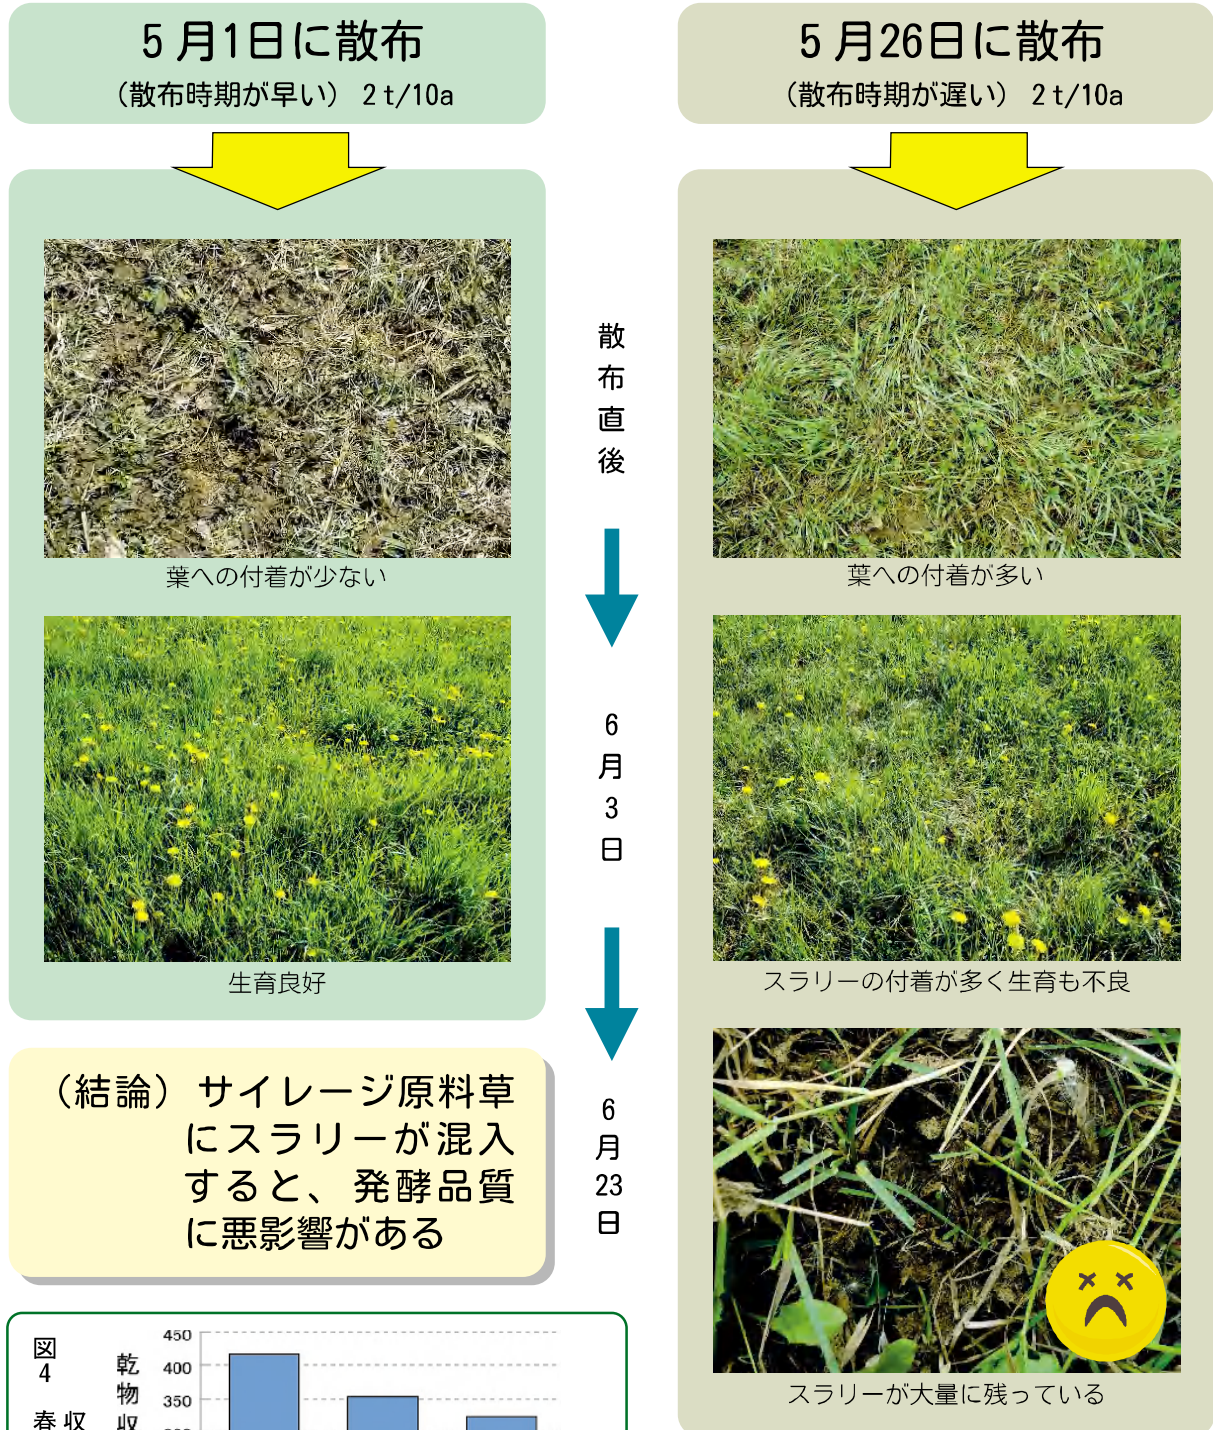 5月1日に散布
(散布時期が早い) 2t/10a
葉への付着が少ない
生育良好
散布直後
6月3日
6月23日
5月26日に散布
(散布時期が遅い) 2t/10a
葉への付着が多い
スラリーの付着が多く生育も不良
スラリーが大量に残っている
(結論)サイレージ原料草
にスラリーが混入
すると、発酵品質
に悪影響がある
図4 春
収
乾物収
450
400
350